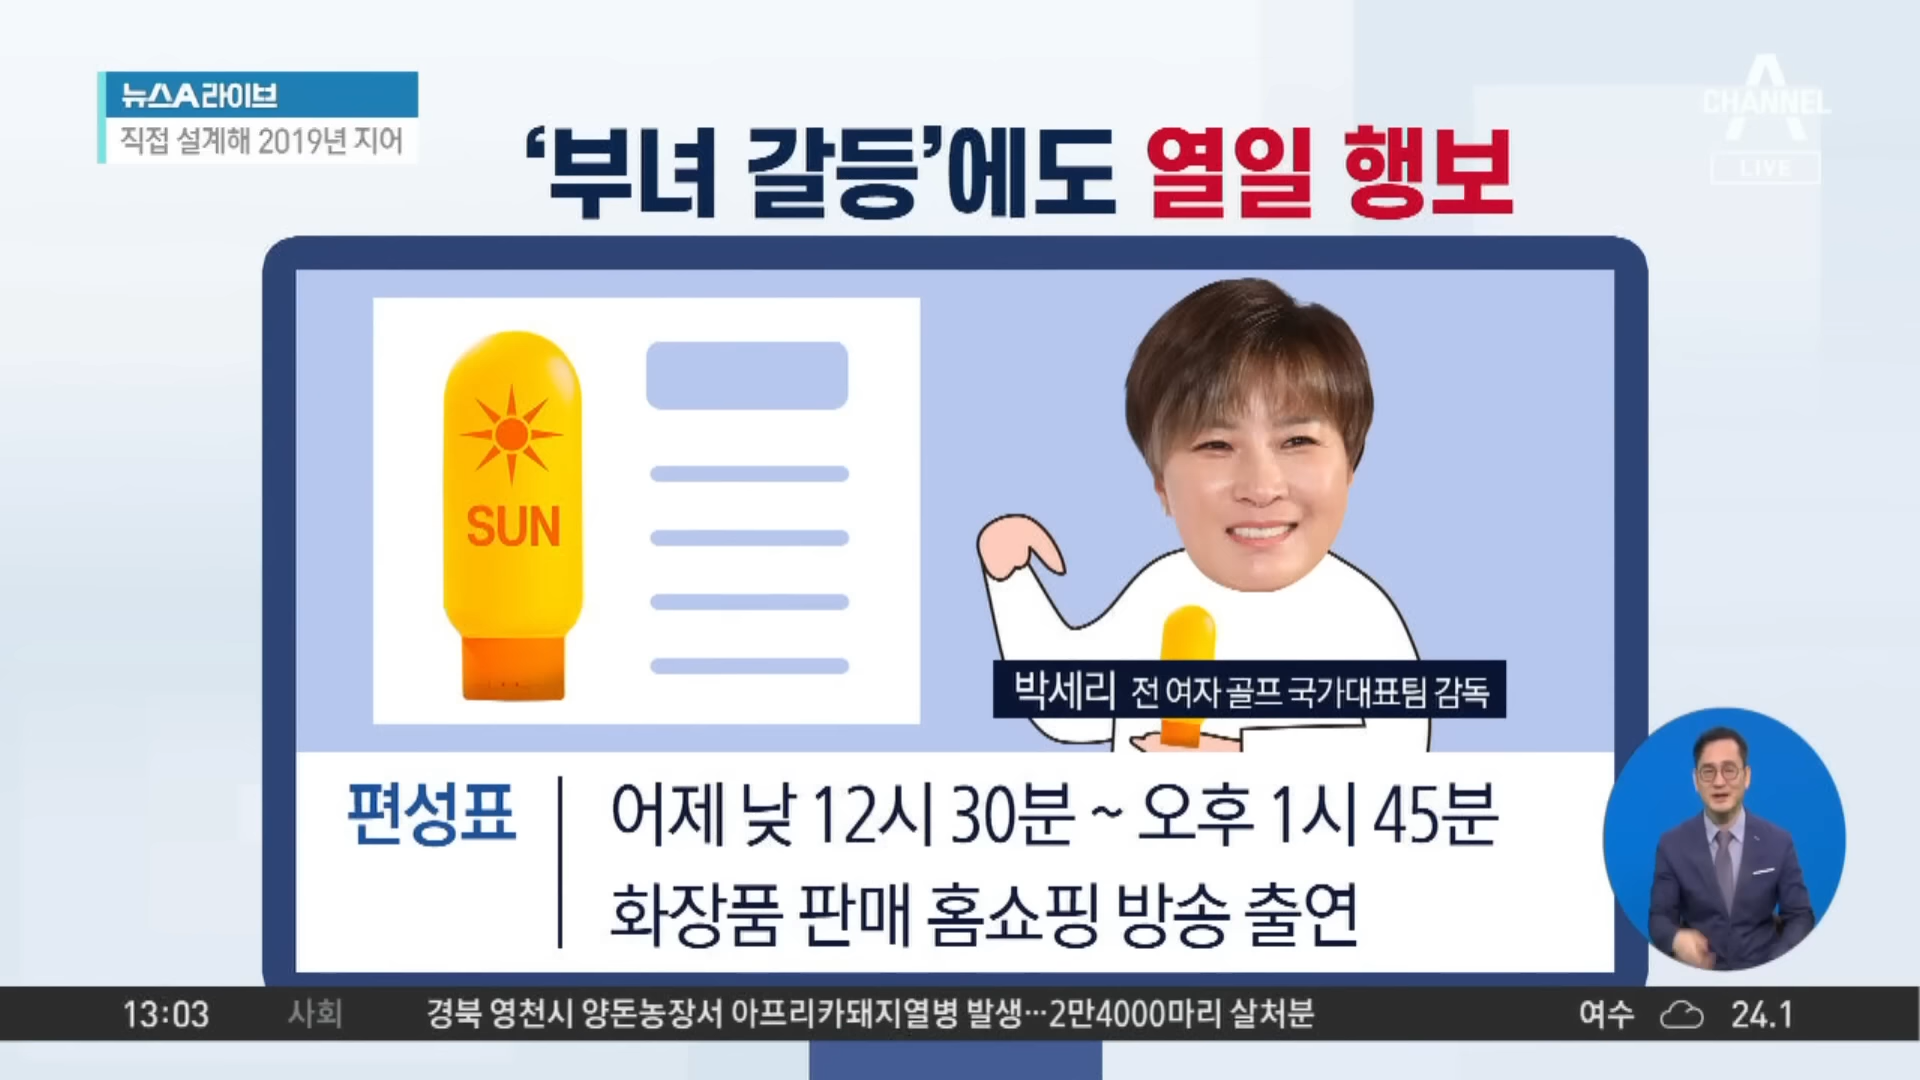 뉴스A라이브
직접 설계해 2019년 지어
CHANNEL A
LIVE
‘부녀 갈등’에도 열일 행보
SUN
박세리 전 여자 골프 국가대표팀 감독
편성표
어제 낮 12시 30분 ~ 오후 1시 45분
화장품 판매 홈쇼핑 방송 출연
13:03 사회 경북 영천시 양돈농장서 아프리카돼지열병 발생…2만4000마리 살처분 여수 24.1